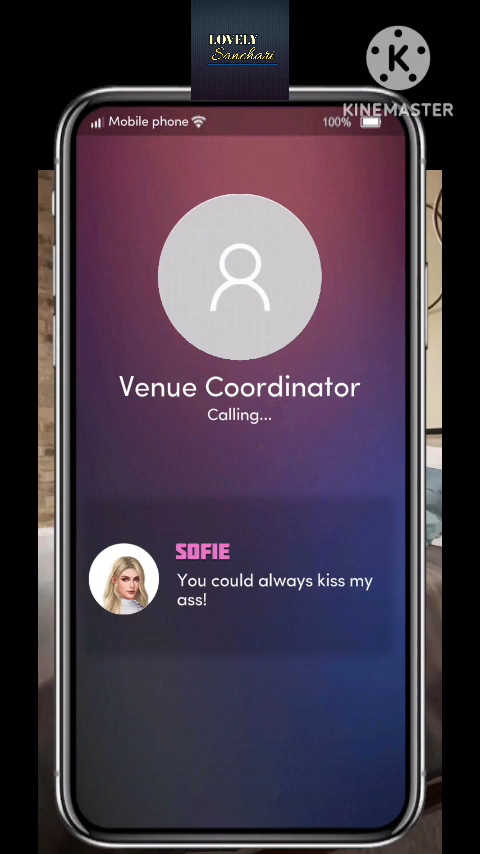 LOVELY
Sanchari
K
KINEMASTER
Mobile phone
100%
Venue Coordinator
Calling...
SOFIE
You could always kiss my
ass!